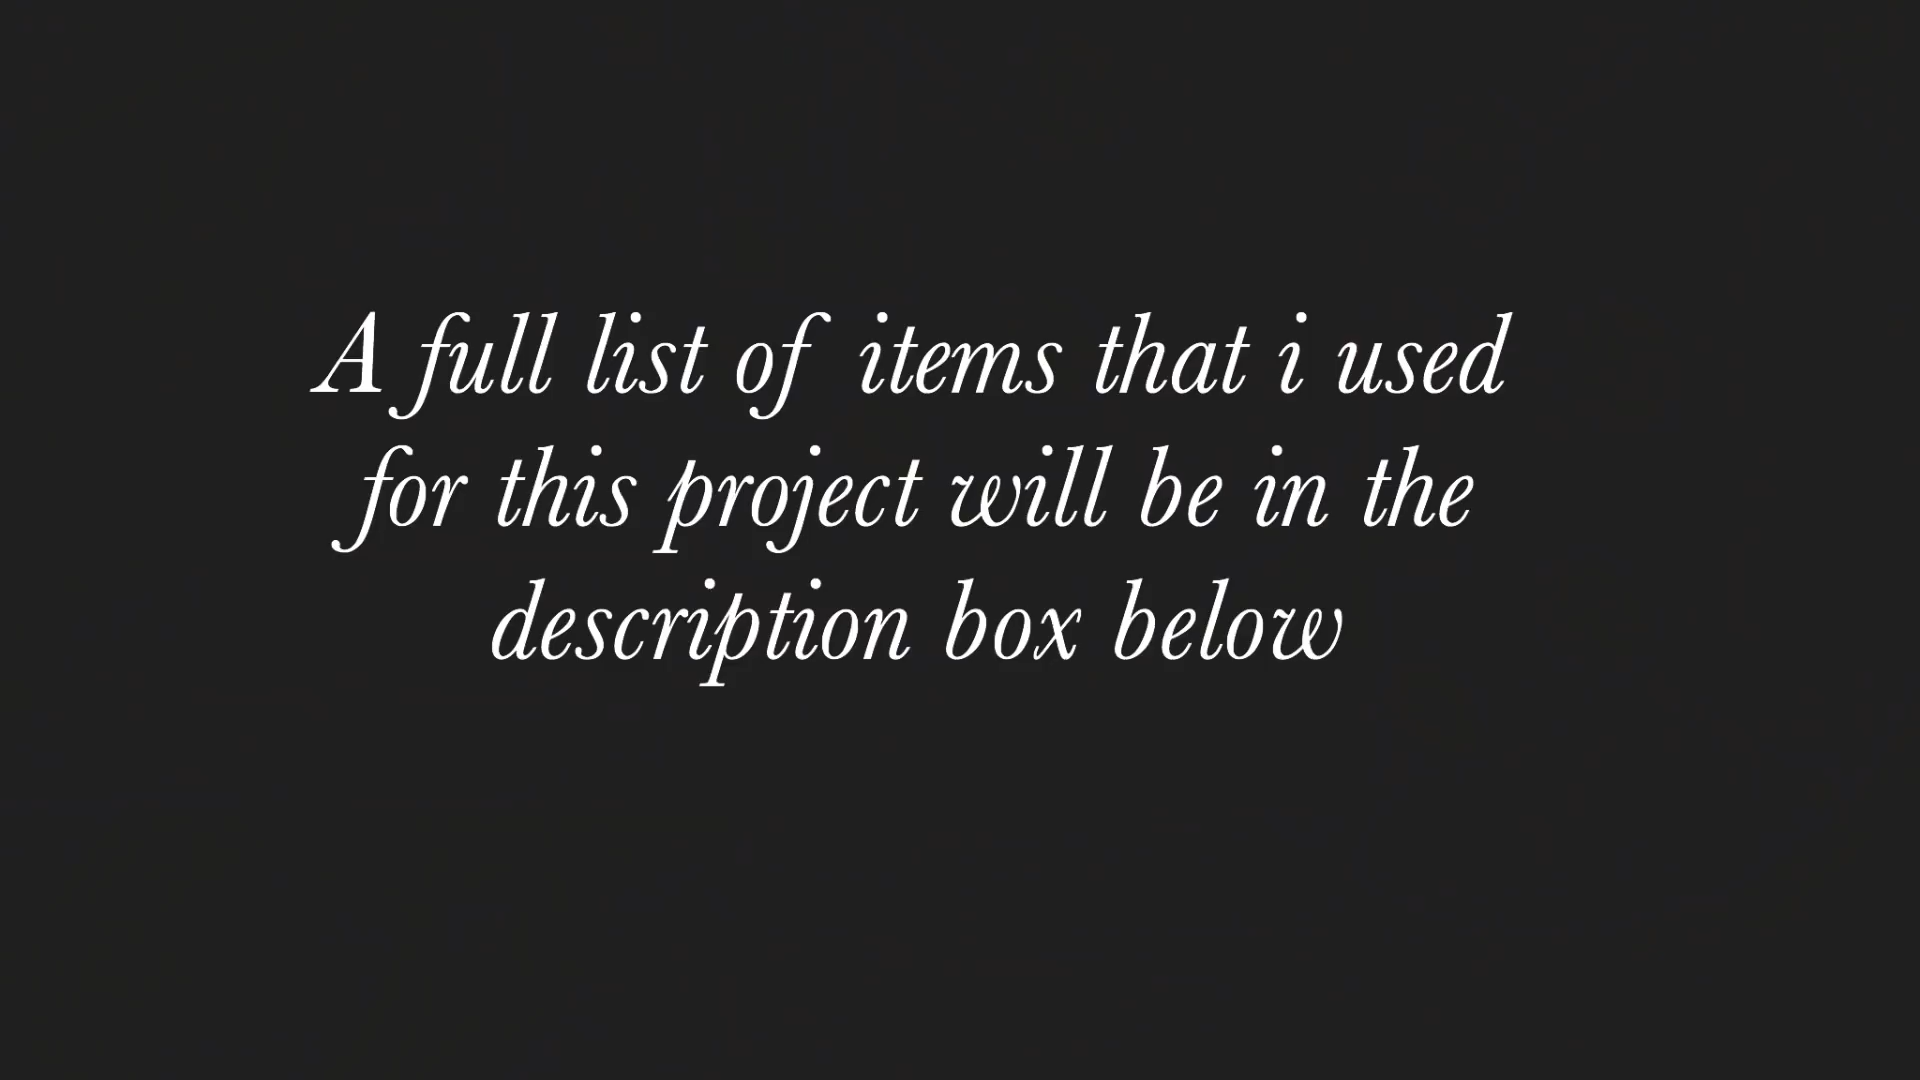 A full list of items that i used
for this project will be in the
description box below